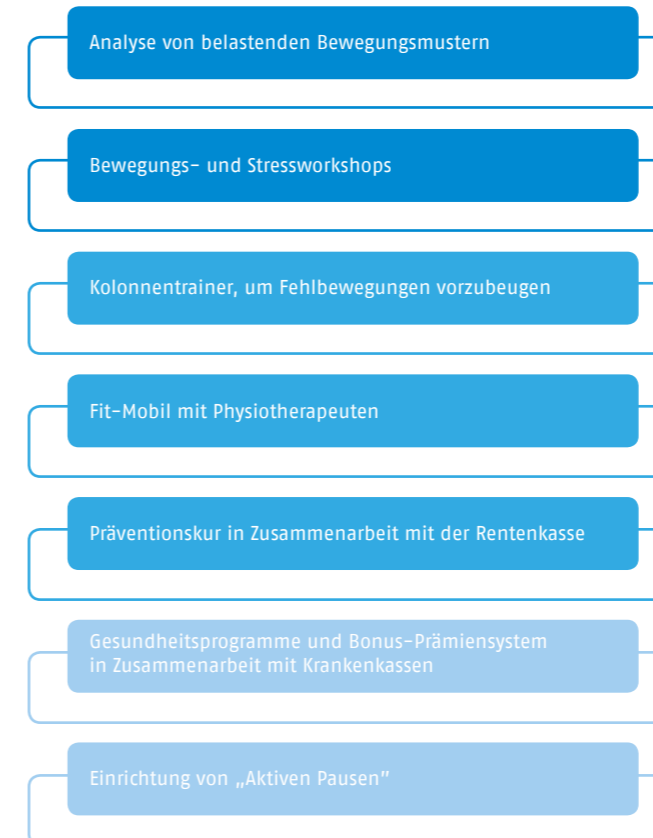 Analyse von belastenden Bewegungsmustern
Bewegungs- und Stressworkshops
Kolonnentrainer, um Fehlbewegungen vorzubeugen
Fit-Mobil mit Physiotherapeuten
Präventionskur in Zusammenarbeit mit der Rentenkasse
Gesundheitsprogramme und Bonus-Prämiensystem
in Zusammenarbeit mit Krankenkassen
Einrichtung von „Aktiven Pausen”